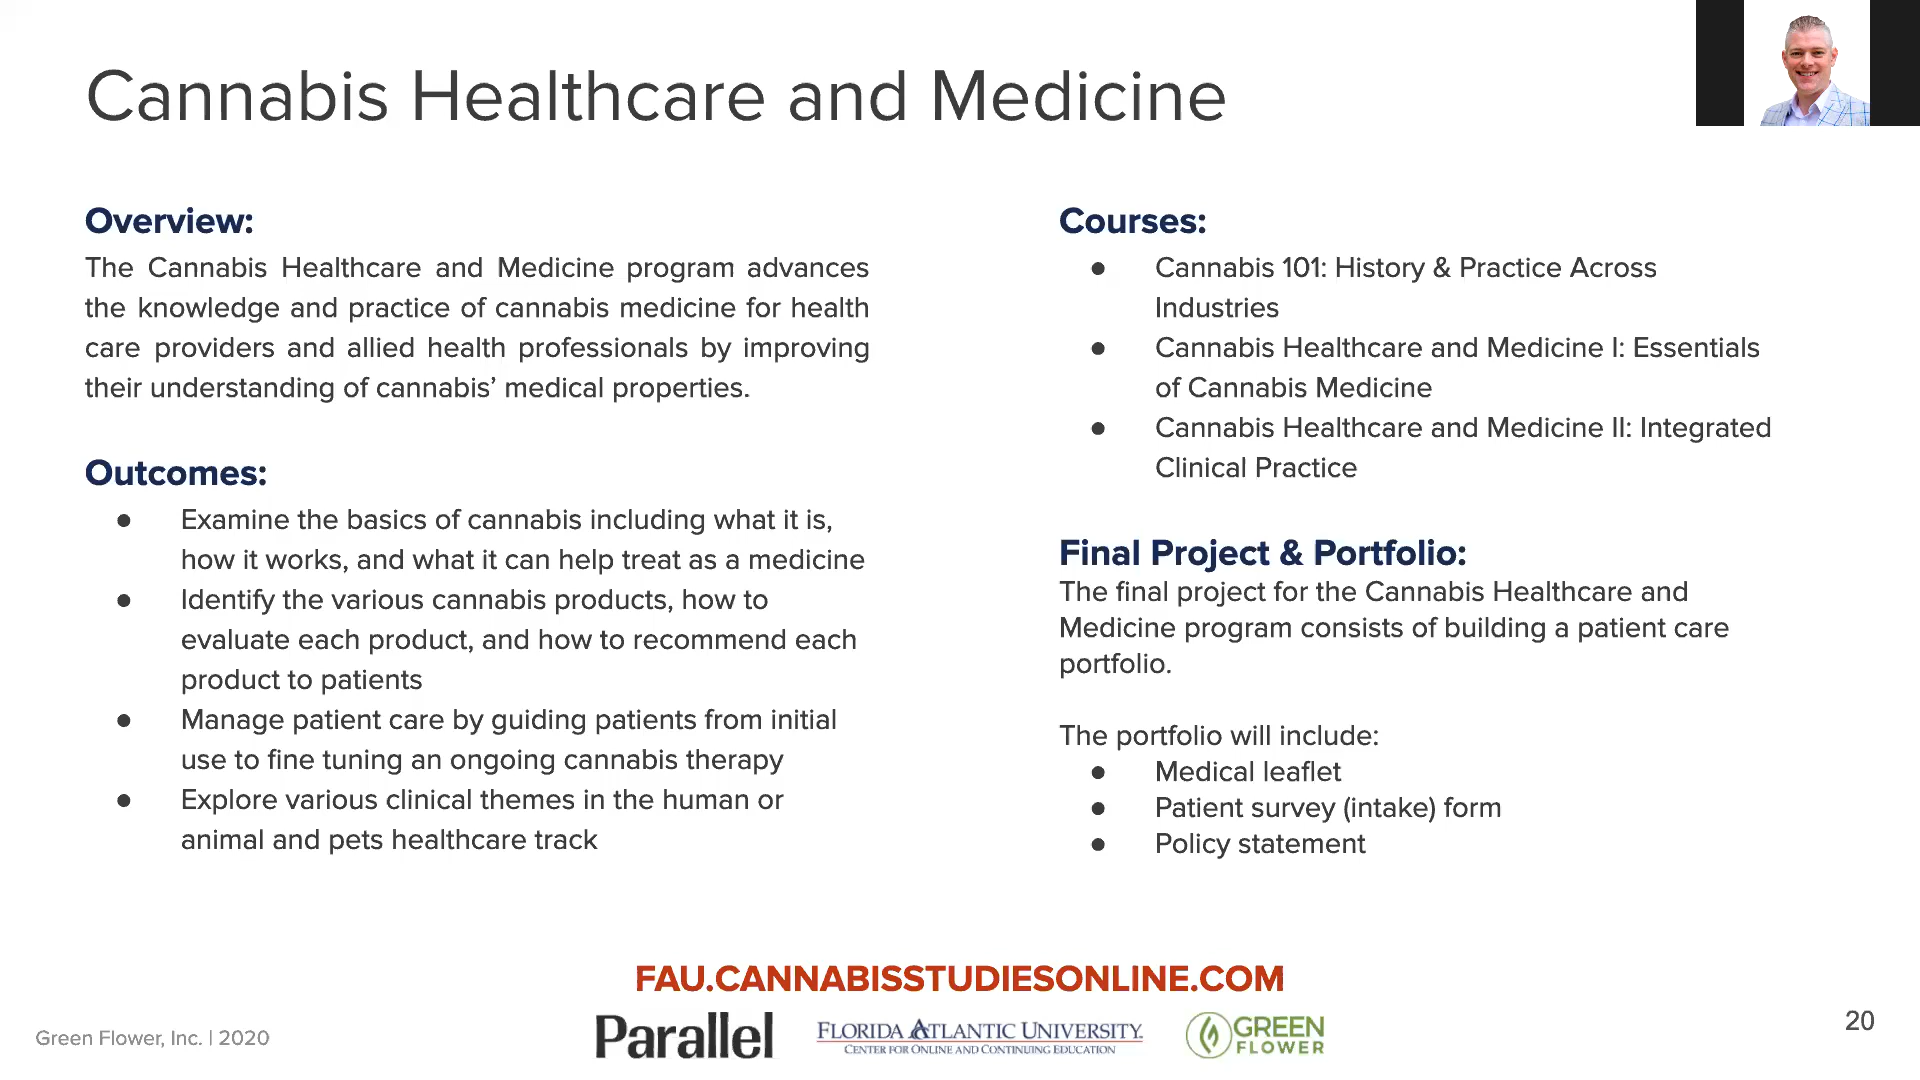 Cannabis Healthcare and Medicine
Overview:
The Cannabis Healthcare and Medicine program advances
the knowledge and practice of cannabis medicine for health
care providers and allied health professionals by improving
their understanding of cannabis’ medical properties.
Outcomes:
● Examine the basics of cannabis including what it is,
how it works, and what it can help treat as a medicine
● Identify the various cannabis products, how to
evaluate each product, and how to recommend each
product to patients
● Manage patient care by guiding patients from initial
use to fine tuning an ongoing cannabis therapy
● Explore various clinical themes in the human or
animal and pets healthcare track
Courses:
● Cannabis 101: History & Practice Across
Industries
● Cannabis Healthcare and Medicine I: Essentials
of Cannabis Medicine
● Cannabis Healthcare and Medicine II: Integrated
Clinical Practice
Final Project & Portfolio:
The final project for the Cannabis Healthcare and
Medicine program consists of building a patient care
portfolio.
The portfolio will include:
● Medical leaflet
● Patient survey (intake) form
● Policy statement
FAU.CANNABISSTUDIESONLINE.COM
Green Flower, Inc. | 2020
Parallel
FLORIDA ATLANTIC UNIVERSITY.
CENTER FOR ONLINE AND CONTINUING EDUCATION
GREEN
FLOWER
20